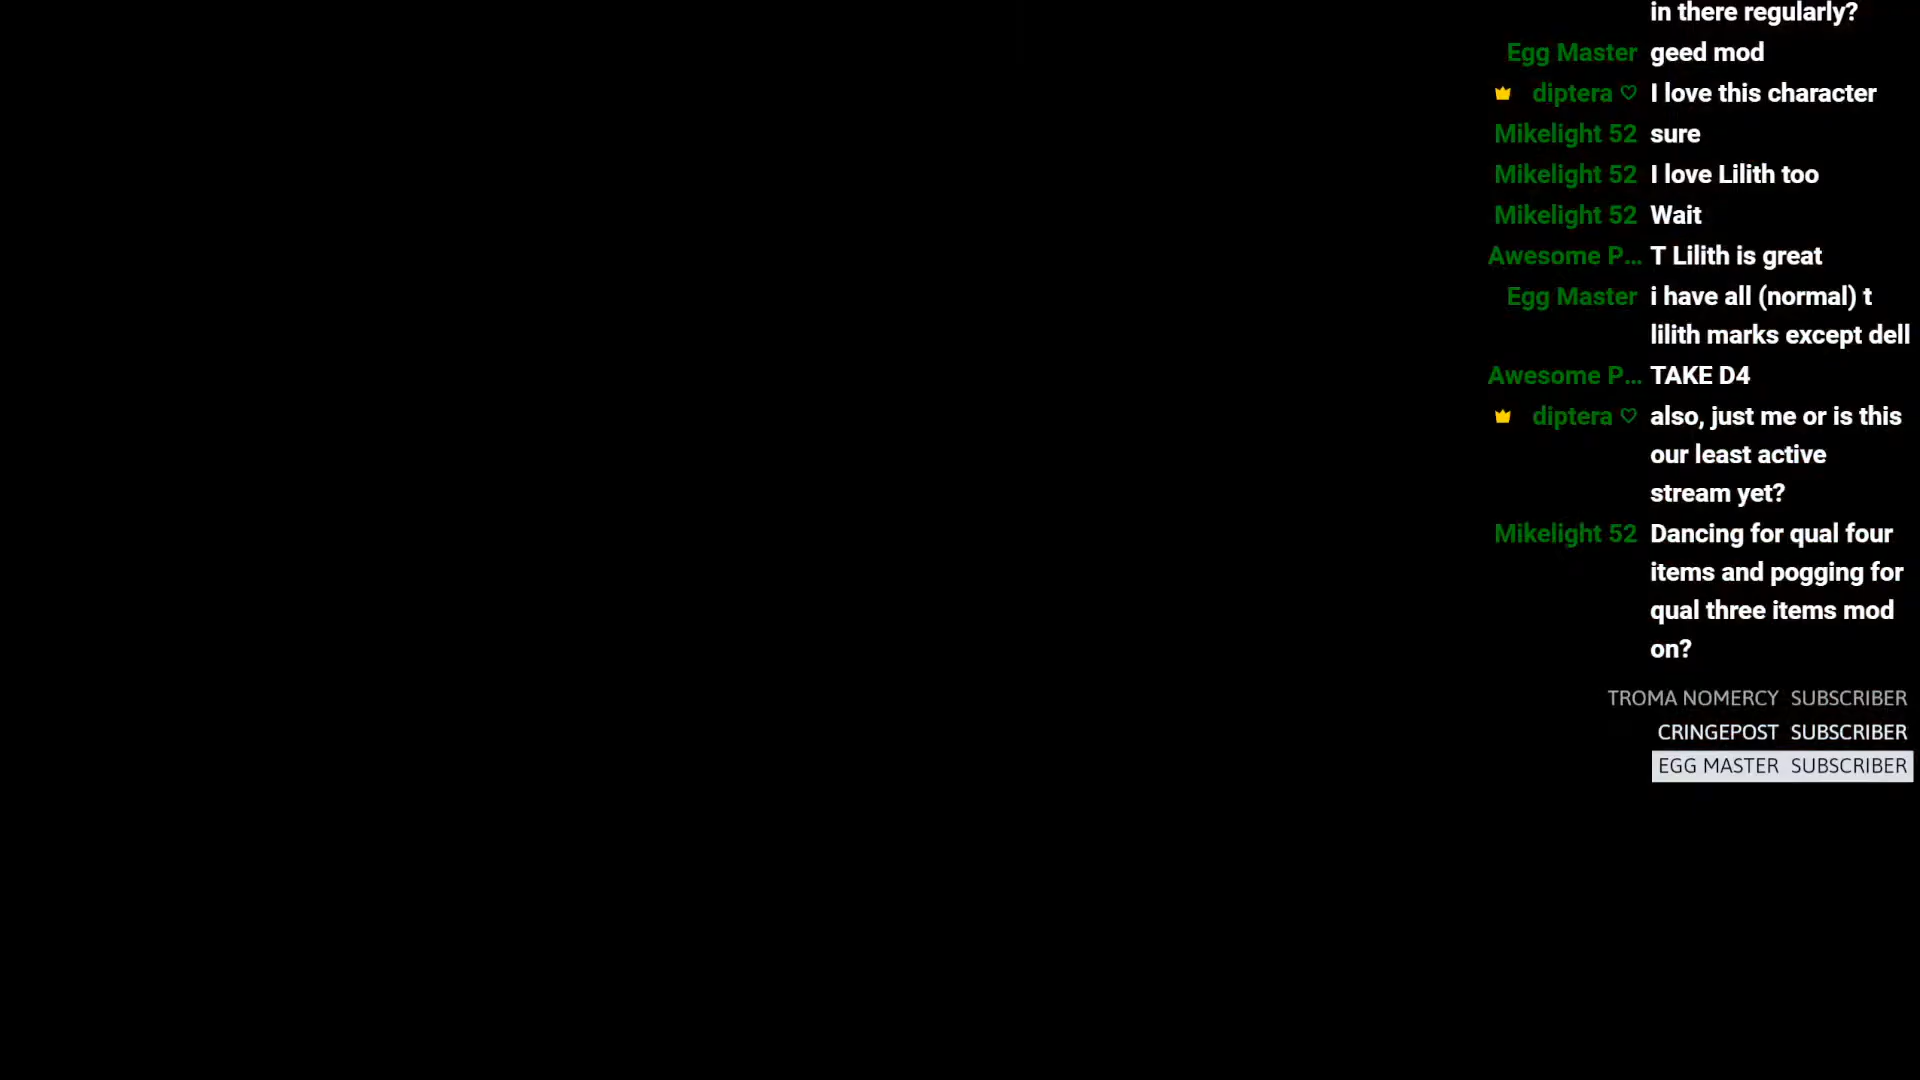 in there regularly?
Egg Master geed mod
diptera ♡ I love this character
Mikelight 52 sure
Mikelight 52 I love Lilith too
Mikelight 52 Wait
Awesome P... T Lilith is great
Egg Master i have all (normal) t
lilith marks except dell
Awesome P... TAKE D4
diptera ♡ also, just me or is this
our least active
stream yet?
Mikelight 52 Dancing for qual four
items and pogging for
qual three items mod
on?
TROMA NOMERCY SUBSCRIBER
CRINGEPOST SUBSCRIBER
EGG MASTER SUBSCRIBER